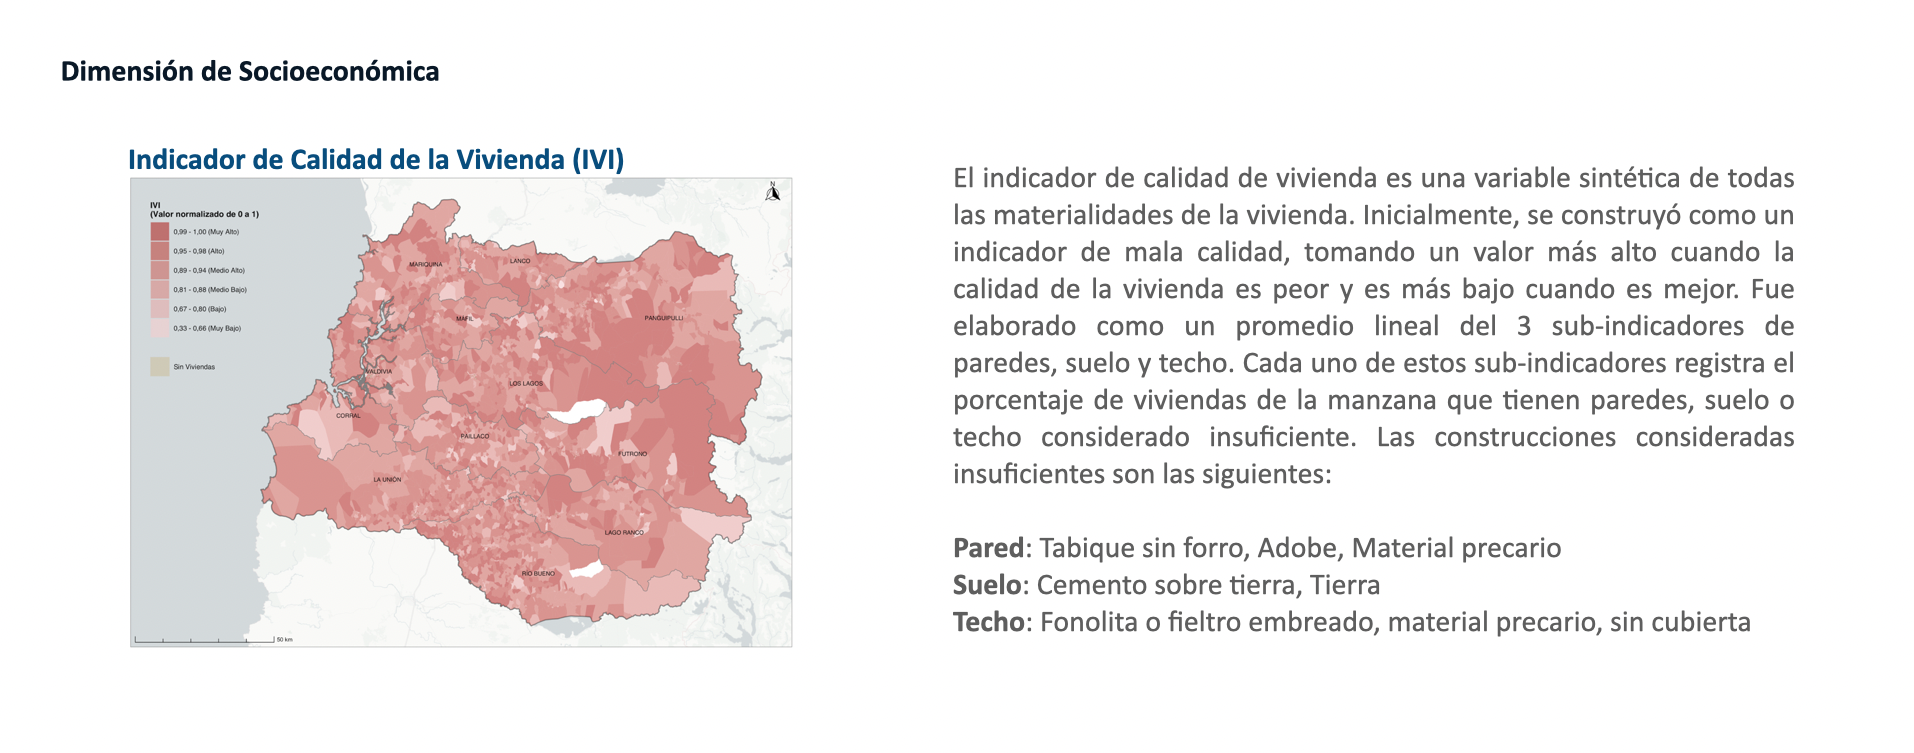 Dimensión de Socioeconómica
Indicador de Calidad de la Vivienda (IVI)
N
IVI
(Valor normalizado de 0 a 1)
0,99 - 1,00 (Muy Alto)
0,95 - 0,98 (Alto)
0,89 - 0,94 (Medio Alto)
0,81 - 0,88 (Medio Bajo)
0,67 - 0,80 (Bajo)
0,33 - 0,66 (Muy Bajo)
Sin Viviendas
MARIQUINA
LANCO
MAFIL
PANGUIPULLI
VALDIVIA
LOS LAGOS
CORRAL
PAILLACO
FUTRONO
LA UNIÓN
LAGO RANCO
RÍO BUENO
50 km
El indicador de calidad de vivienda es una variable sintética de todas
las materialidades de la vivienda. Inicialmente, se construyó como un
indicador de mala calidad, tomando un valor más alto cuando la
calidad de la vivienda es peor y es más bajo cuando es mejor. Fue
elaborado como un promedio lineal del 3 sub-indicadores de
paredes, suelo y techo. Cada uno de estos sub-indicadores registra el
porcentaje de viviendas de la manzana que tienen paredes, suelo o
techo considerado insuficiente. Las construcciones consideradas
insuficientes son las siguientes:
Pared: Tabique sin forro, Adobe, Material precario
Suelo: Cemento sobre tierra, Tierra
Techo: Fonolita o fieltro embreado, material precario, sin cubierta